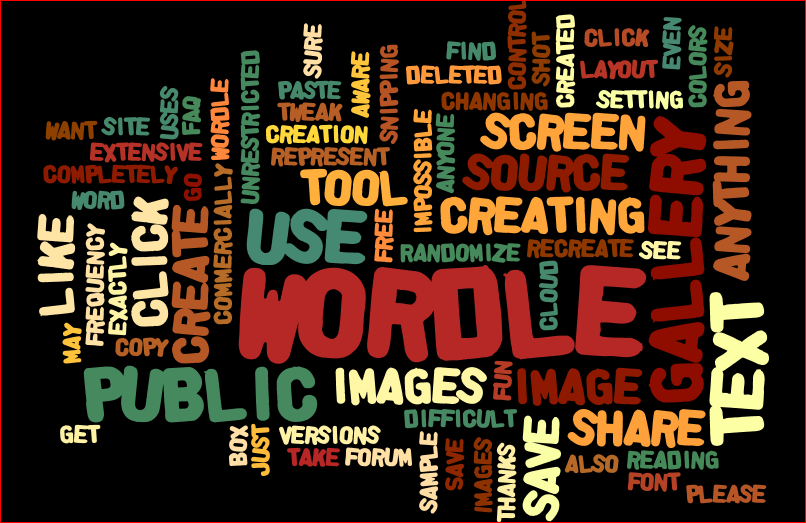 SURE
CONTROL
SHOT
CREATED
FIND
CLICK
EVEN
COLORS
SIZE
DELETED
LAYOUT
PASTE
AWARE
SNIPPING
UNRESTRICTED
CHANGING
SETTING
USES
FAQ
WORDLE
TWEAK
WANT
SITE
CREATION
IMPOSSIBLE
ANYONE
SCREEN
GALLERY
ANYTHING
EXTENSIVE
REPRESENT
COMPLETELY
GO
COMMERCIALLY
TOOL
SOURCE
WORD
LIKE
FREQUENCY
EXACTLY
CLICK
CREATE
USE
FREE
CREATING
RANDOMIZE
RECREATE
SEE
WORDLE
CLOUD
TEXT
MAY
COPY
PUBLIC
IMAGES
FUN
IMAGE
DIFFICULT
SHARE
GET
BOX
JUST
VERSIONS
TAKE
FORUM
SAMPLE
SAVE
IMAGES
THANKS
SAVE
ALSO
READING
FONT
PLEASE